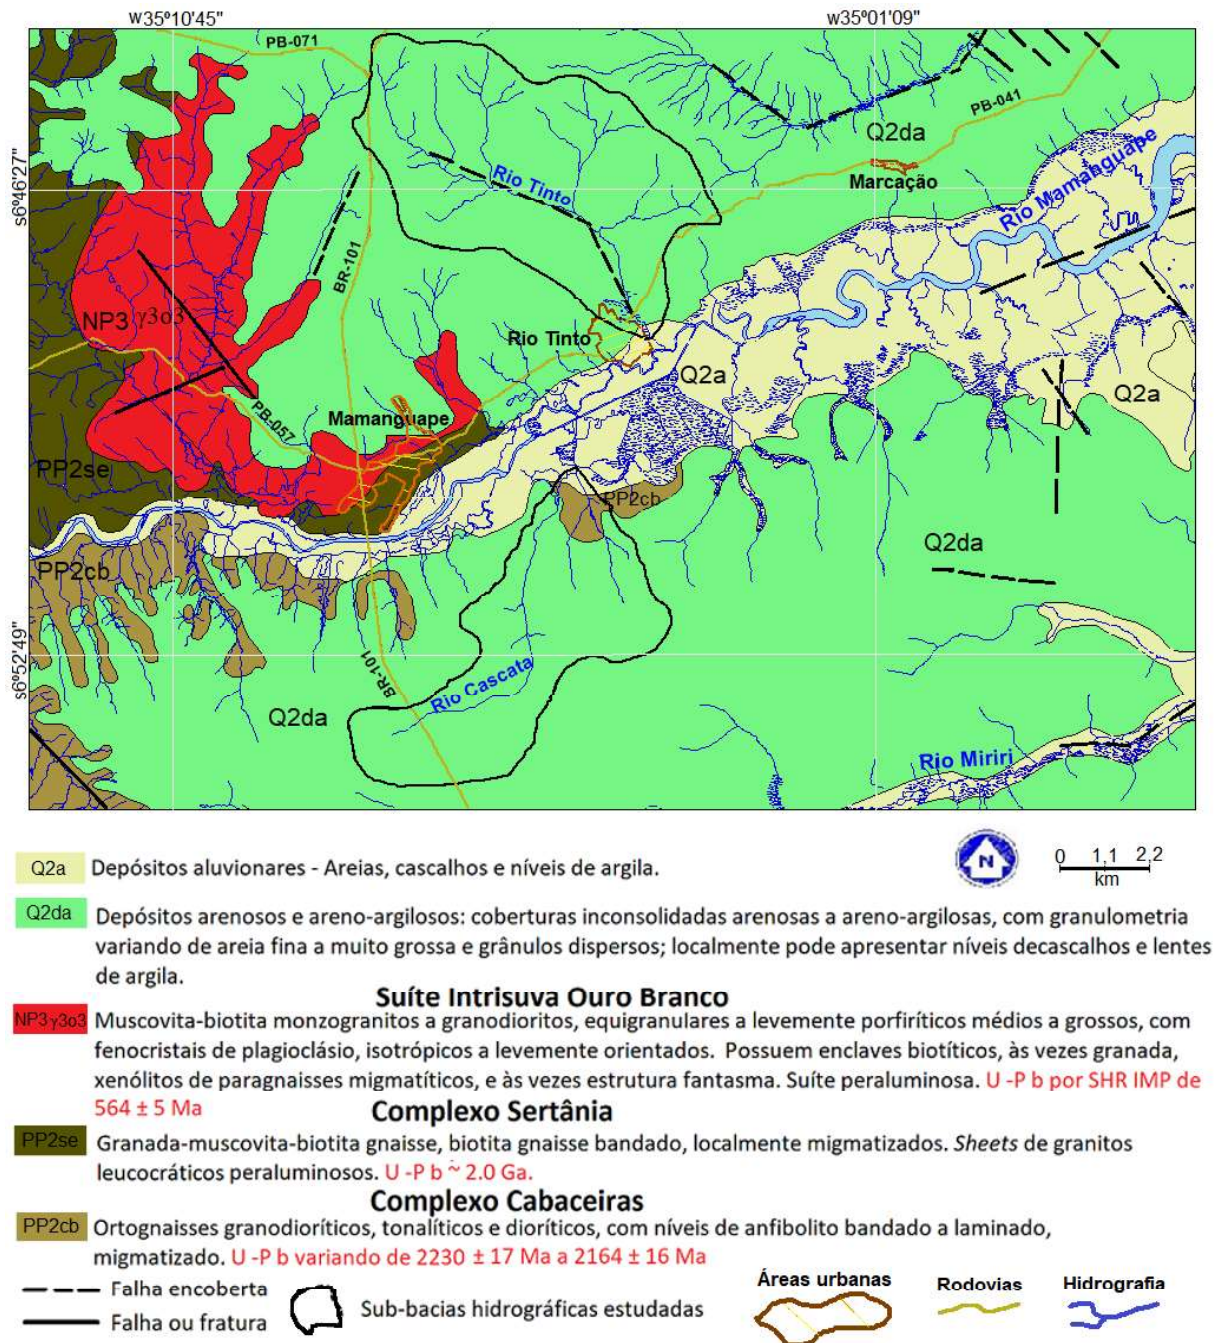 w35º10'45"
w35º01'09"
PB-071
PB-041
Q2da
s6º46'27"
Rio Tinto
Marcação
Rio Mamanguape
BR-101
NP3 γ3o3
Rio Tinto
Q2a
Q2a
PB-057
Mamanguape
PP2se
PP2cb
Q2da
PP2cb
s6º52'49"
BR-101
Rio Cascata
Q2da
Rio Miriri
Q2a Depósitos aluvionares - Areias, cascalhos e níveis de argila.
N
0 1,1 2,2
km
Q2da Depósitos arenosos e areno-argilosos: coberturas inconsolidadas arenosas a areno-argilosas, com granulometria
variando de areia fina a muito grossa e grânulos dispersos; localmente pode apresentar níveis decascalhos e lentes
de argila.
Suíte Intrisuva Ouro Branco
NP3γ3o3 Muscovita-biotita monzogranitos a granodioritos, equigranulares a levemente porfiríticos médios a grossos, com
fenocristais de plagioclásio, isotrópicos a levemente orientados. Possuem enclaves biotíticos, às vezes granada,
xenólitos de paragnaisses migmatíticos, e às vezes estrutura fantasma. Suíte peraluminosa. U -P b por SHR IMP de
564 ± 5 Ma
Complexo Sertânia
PP2se Granada-muscovita-biotita gnaisse, biotita gnaisse bandado, localmente migmatizados. Sheets de granitos
leucocráticos peraluminosos. U -P b ~ 2.0 Ga.
Complexo Cabaceiras
PP2cb Ortognaisses granodioríticos, tonalíticos e dioríticos, com níveis de anfibolito bandado a laminado,
migmatizado. U -P b variando de 2230 ± 17 Ma a 2164 ± 16 Ma
Falha encoberta
Falha ou fratura
Sub-bacias hidrográficas estudadas
Áreas urbanas
Rodovias
Hidrografia